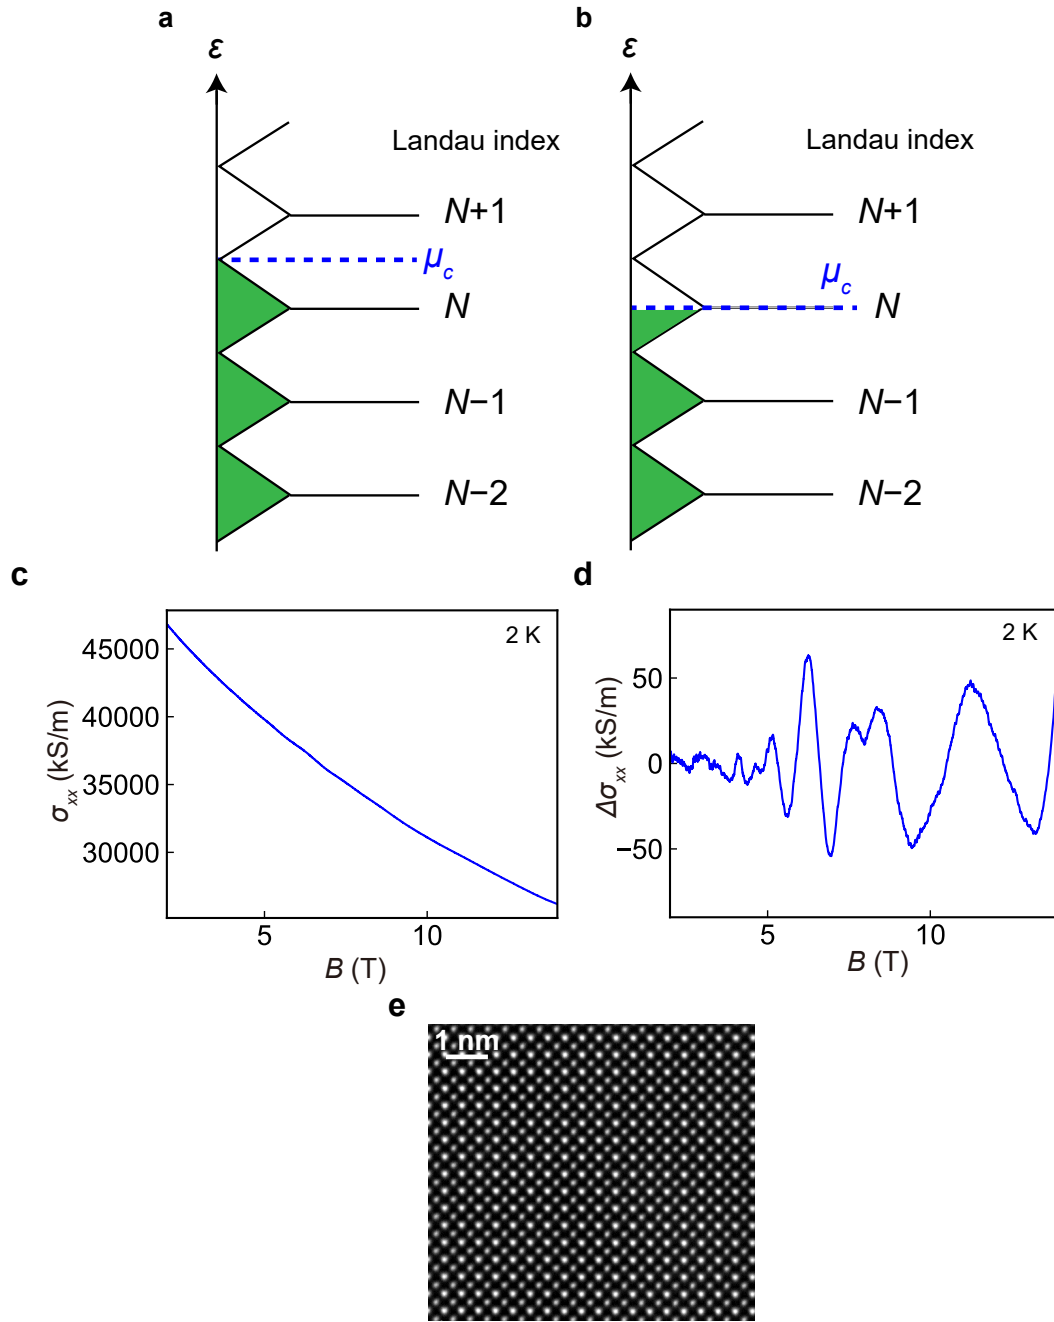 a
ε
Landau index
N+1
μc
N
N−1
N−2
b
ε
Landau index
N+1
μc
N
N−1
N−2
c
2 K
45000
40000
35000
30000
σxx (kS/m)
5
10
B (T)
d
2 K
50
0
−50
Δσxx (kS/m)
5
10
B (T)
e
1 nm